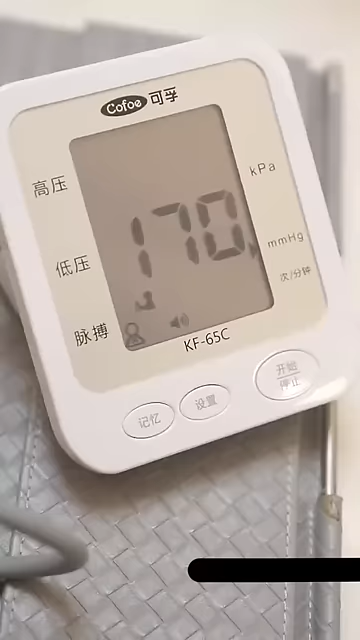 Cofoe 可孚
高压
kPa
170
低压
mmHg
次/分钟
脉搏
KF-65C
记忆
设置
开始
停止